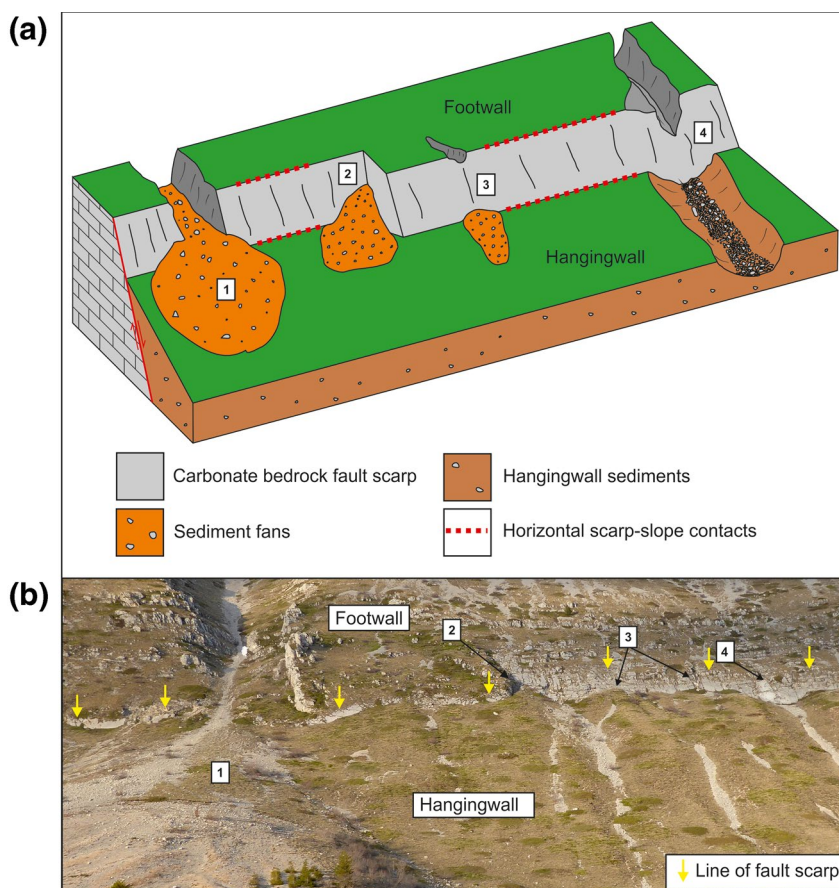 (a)
Footwall
4
2
3
Hangingwall
1
Carbonate bedrock fault scarp
Hangingwall sediments
Sediment fans
Horizontal scarp-slope contacts
(b)
Footwall
2
3
4
1
Hangingwall
Line of fault scarp